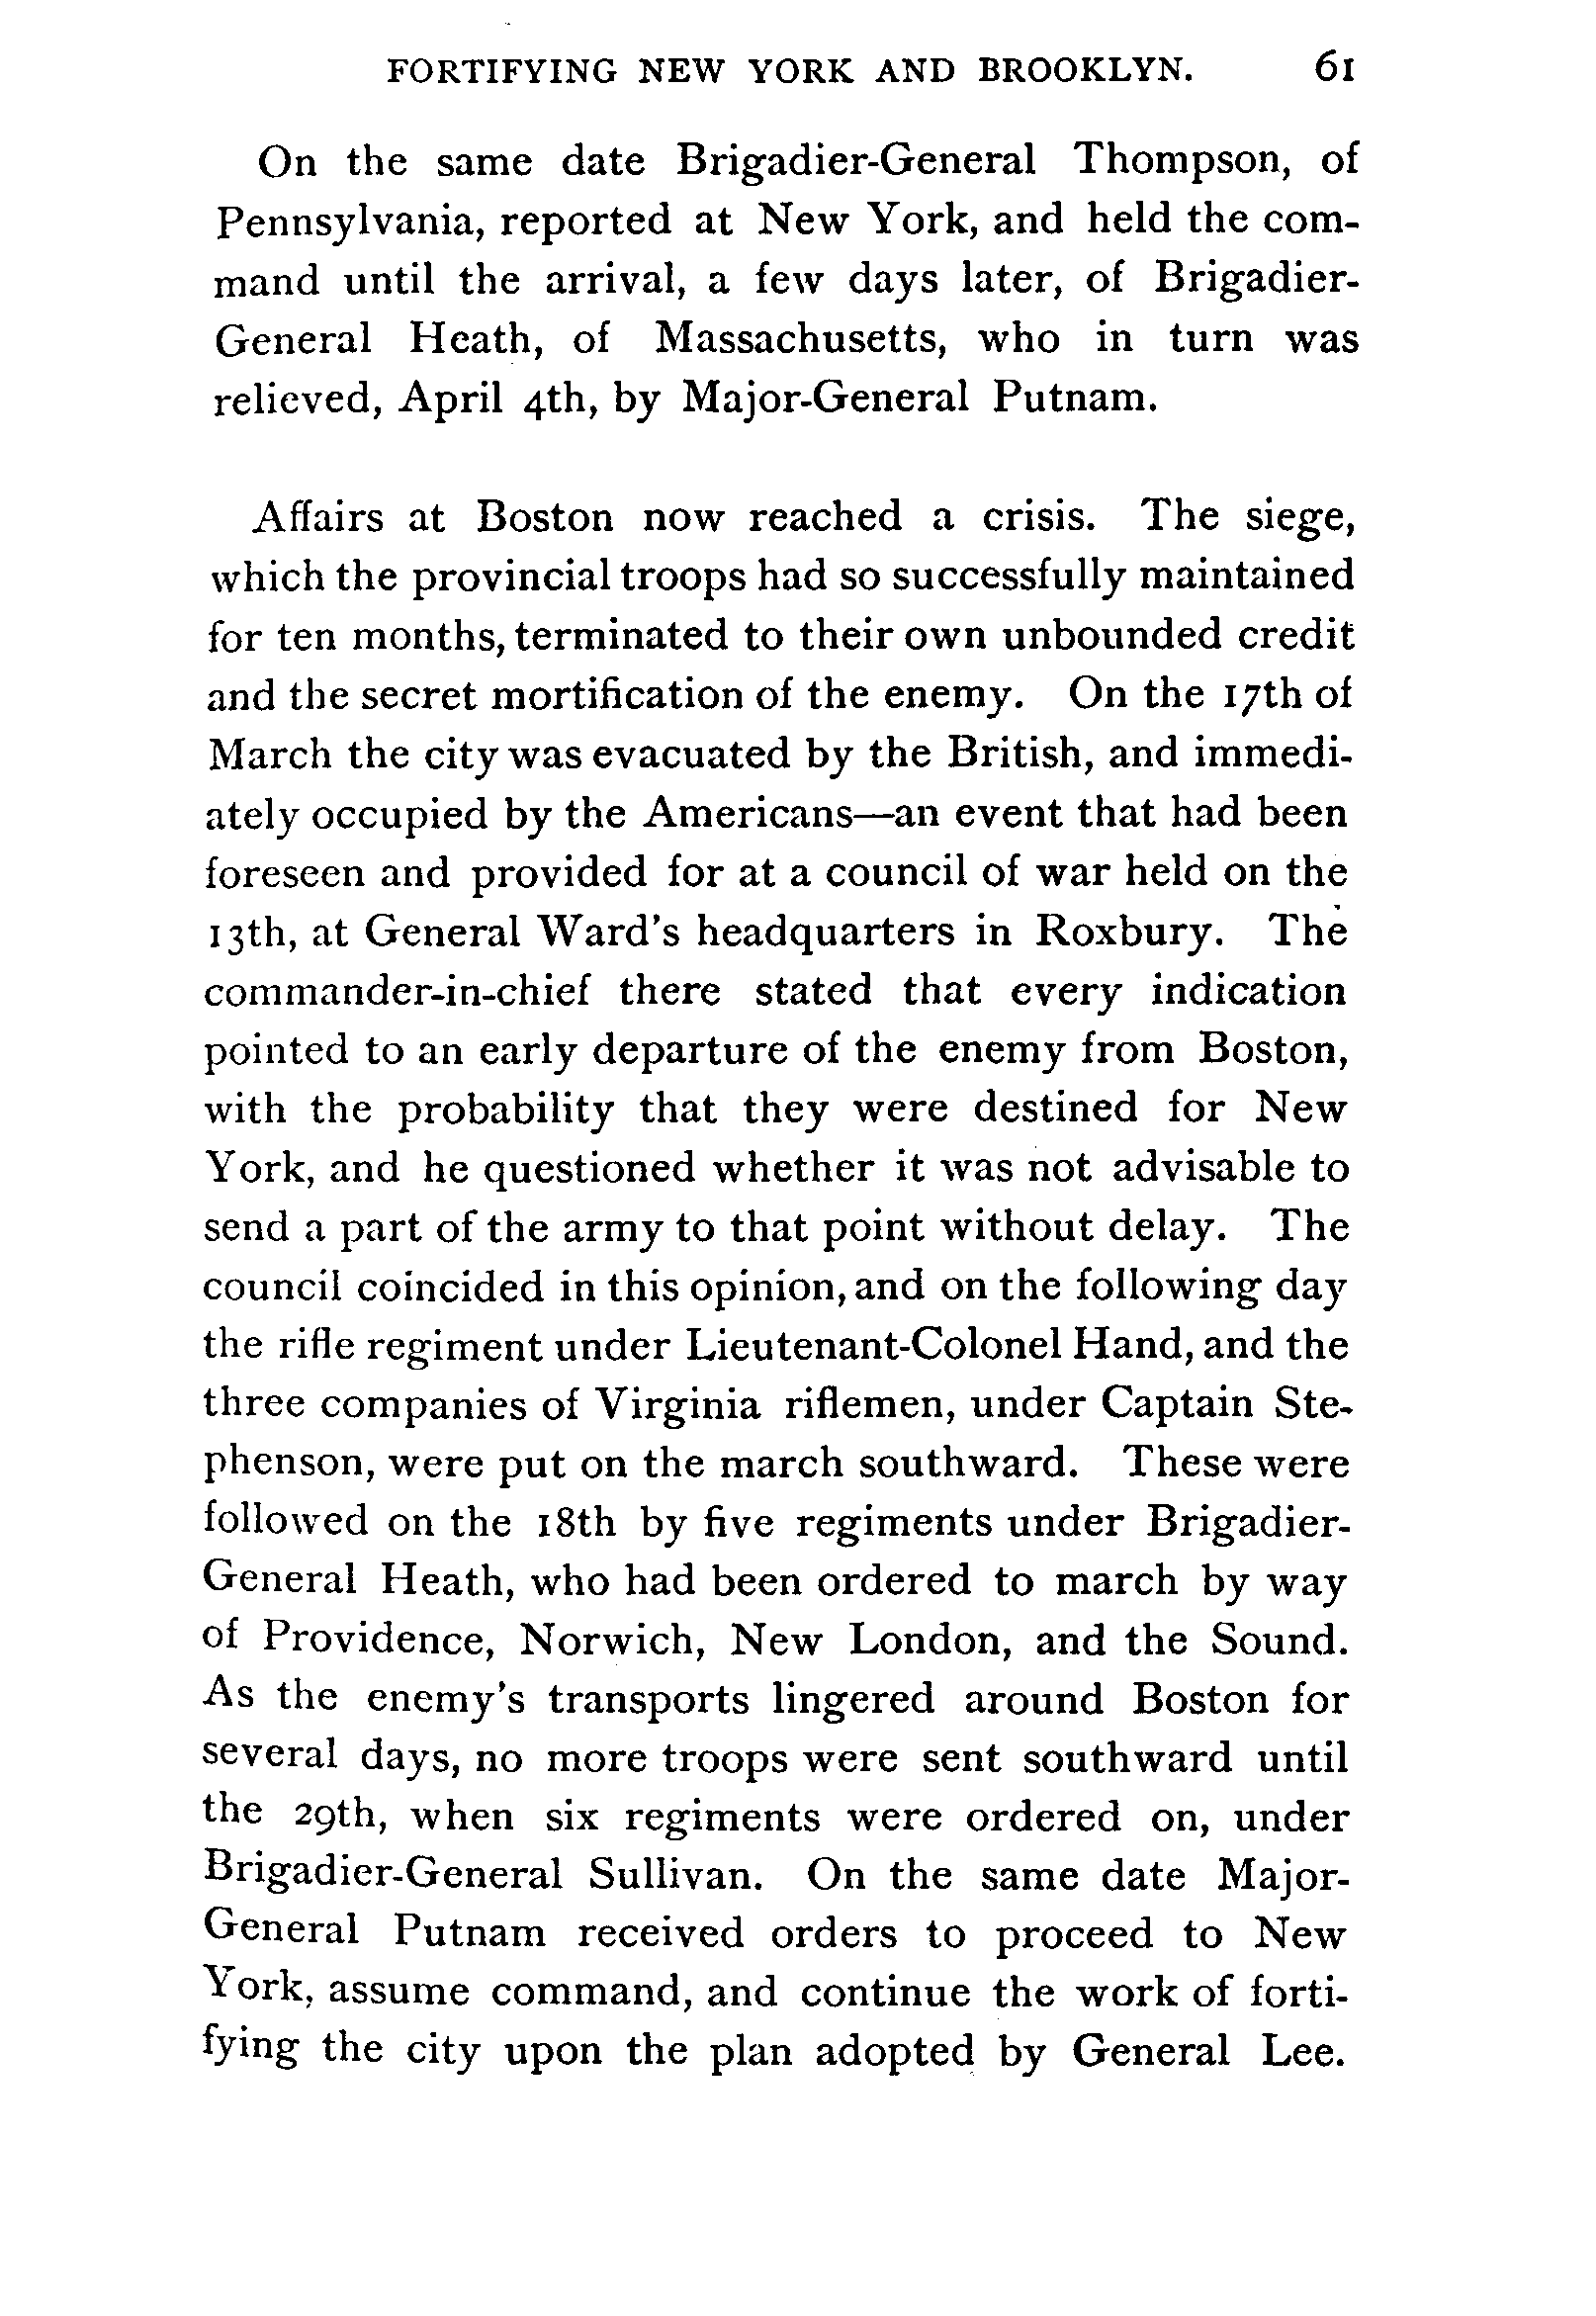 FORTIFYING NEW YORK AND BROOKLYN. 61
On the same date Brigadier-General Thompson, of
Pennsylvania, reported at New York, and held the com-
mand until the arrival, a few days later, of Brigadier-
General Heath, of Massachusetts, who in turn was
relieved, April 4th, by Major-General Putnam.
Affairs at Boston now reached a crisis. The siege,
which the provincial troops had so successfully maintained
for ten months, terminated to their own unbounded credit
and the secret mortification of the enemy. On the 17th of
March the city was evacuated by the British, and immedi-
ately occupied by the Americans—an event that had been
foreseen and provided for at a council of war held on the
13th, at General Ward's headquarters in Roxbury. The
commander-in-chief there stated that every indication
pointed to an early departure of the enemy from Boston,
with the probability that they were destined for New
York, and he questioned whether it was not advisable to
send a part of the army to that point without delay. The
council coincided in this opinion, and on the following day
the rifle regiment under Lieutenant-Colonel Hand, and the
three companies of Virginia riflemen, under Captain Ste-
phenson, were put on the march southward. These were
followed on the 18th by five regiments under Brigadier-
General Heath, who had been ordered to march by way
of Providence, Norwich, New London, and the Sound.
As the enemy's transports lingered around Boston for
several days, no more troops were sent southward until
the 29th, when six regiments were ordered on, under
Brigadier-General Sullivan. On the same date Major-
General Putnam received orders to proceed to New
York, assume command, and continue the work of forti-
fying the city upon the plan adopted by General Lee.